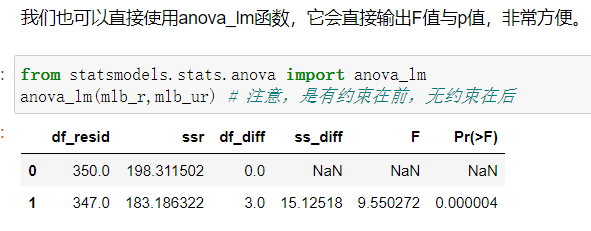 我们也可以直接使用anova_lm函数，它会直接输出F值与p值，非常方便。
:
from statsmodels.stats.anova import anova_lm
anova_lm(mlb_r,mlb_ur) # 注意，是有约束在前，无约束在后
:
df_resid ssr df_diff ss_diff F Pr(>F)
0 350.0 198.311502 0.0 NaN NaN NaN
1 347.0 183.186322 3.0 15.12518 9.550272 0.000004